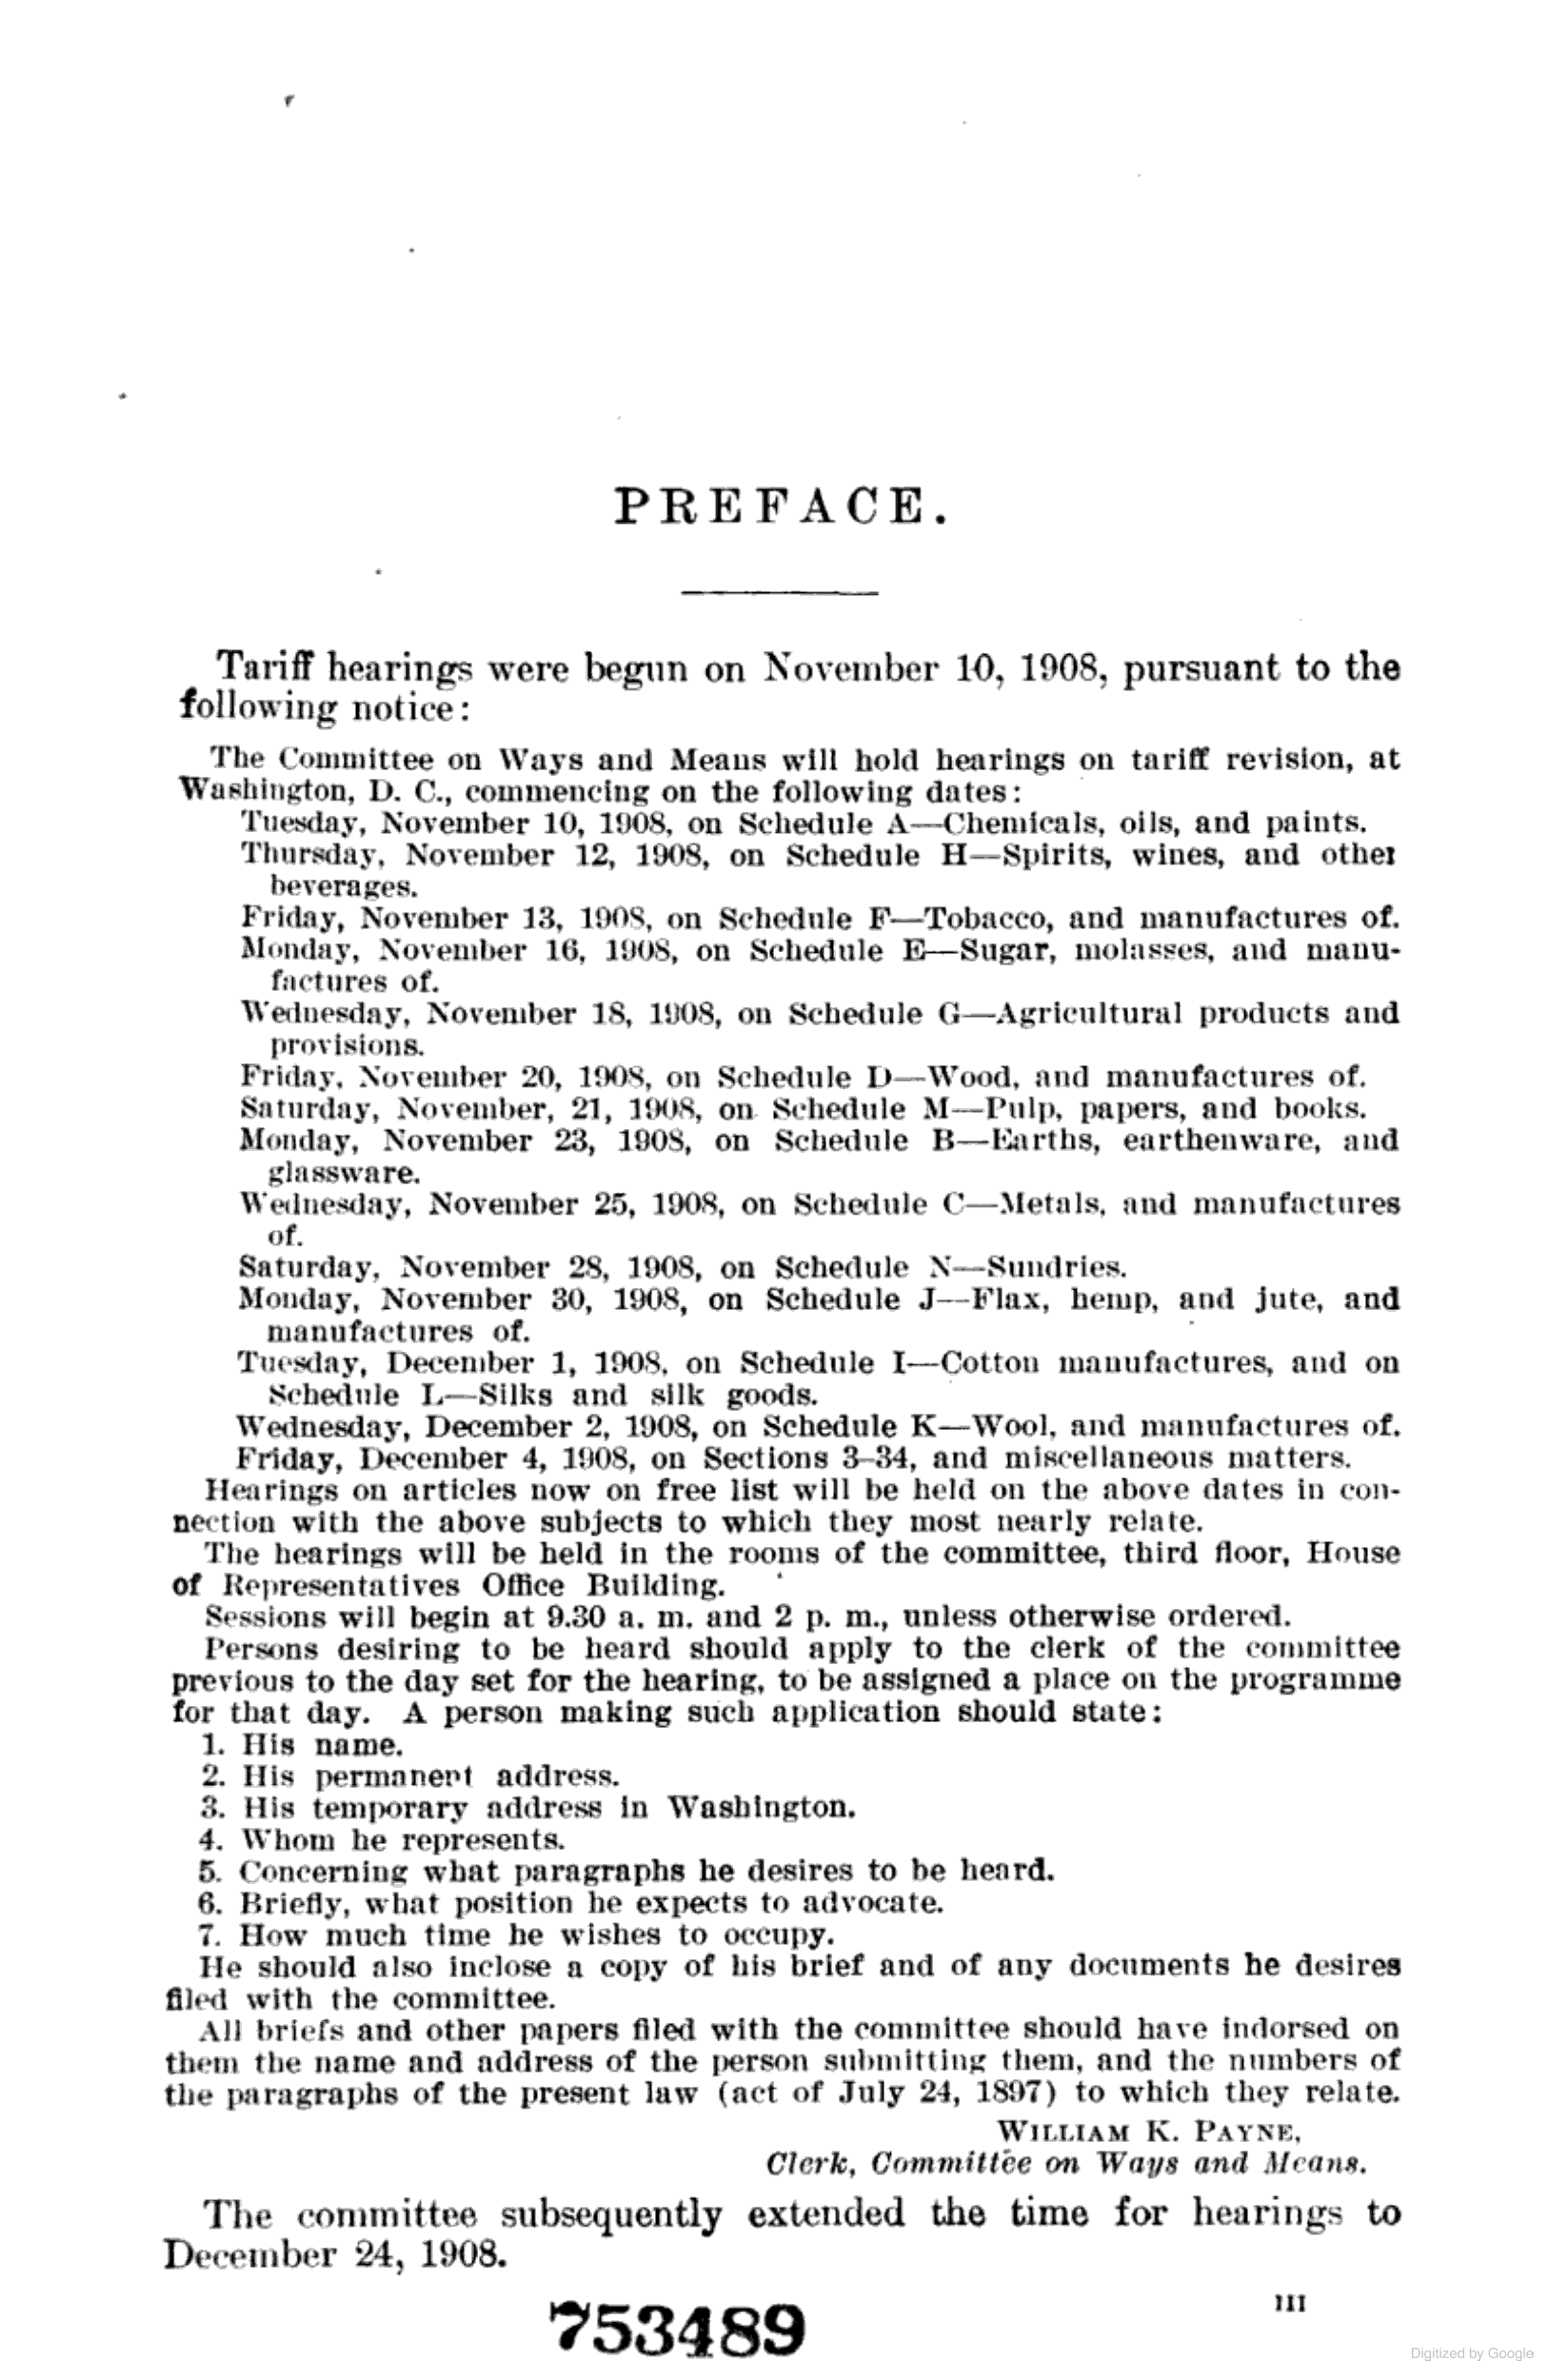 PREFACE.
Tariff hearings were begun on November 10, 1908, pursuant to the
following notice:
The Committee on Ways and Means will hold hearings on tariff revision, at
Washington, D. C., commencing on the following dates:
Tuesday, November 10, 1908, on Schedule A—Chemicals, oils, and paints.
Thursday, November 12, 1908, on Schedule H—Spirits, wines, and other
beverages.
Friday, November 13, 1908, on Schedule F—Tobacco, and manufactures of.
Monday, November 16, 1908, on Schedule E—Sugar, molasses, and manu-
factures of.
Wednesday, November 18, 1908, on Schedule G—Agricultural products and
provisions.
Friday, November 20, 1908, on Schedule D—Wood, and manufactures of.
Saturday, November, 21, 1908, on Schedule M—Pulp, papers, and books.
Monday, November 23, 1908, on Schedule B—Earths, earthenware, and
glassware.
Wednesday, November 25, 1908, on Schedule C—Metals, and manufactures
of.
Saturday, November 28, 1908, on Schedule N—Sundries.
Monday, November 30, 1908, on Schedule J—Flax, hemp, and jute, and
manufactures of.
Tuesday, December 1, 1908, on Schedule I—Cotton manufactures, and on
Schedule L—Silks and silk goods.
Wednesday, December 2, 1908, on Schedule K—Wool, and manufactures of.
Friday, December 4, 1908, on Sections 3–34, and miscellaneous matters.
Hearings on articles now on free list will be held on the above dates in con-
nection with the above subjects to which they most nearly relate.
The hearings will be held in the rooms of the committee, third floor, House
of Representatives Office Building.
Sessions will begin at 9.30 a. m. and 2 p. m., unless otherwise ordered.
Persons desiring to be heard should apply to the clerk of the committee
previous to the day set for the hearing, to be assigned a place on the programme
for that day. A person making such application should state:
1. His name.
2. His permanent address.
3. His temporary address in Washington.
4. Whom he represents.
5. Concerning what paragraphs he desires to be heard.
6. Briefly, what position he expects to advocate.
7. How much time he wishes to occupy.
He should also inclose a copy of his brief and of any documents he desires
filed with the committee.
All briefs and other papers filed with the committee should have indorsed on
them the name and address of the person submitting them, and the numbers of
the paragraphs of the present law (act of July 24, 1897) to which they relate.
WILLIAM K. PAYNE,
Clerk, Committee on Ways and Means.
The committee subsequently extended the time for hearings to
December 24, 1908.
III
753489
Digitized by Google